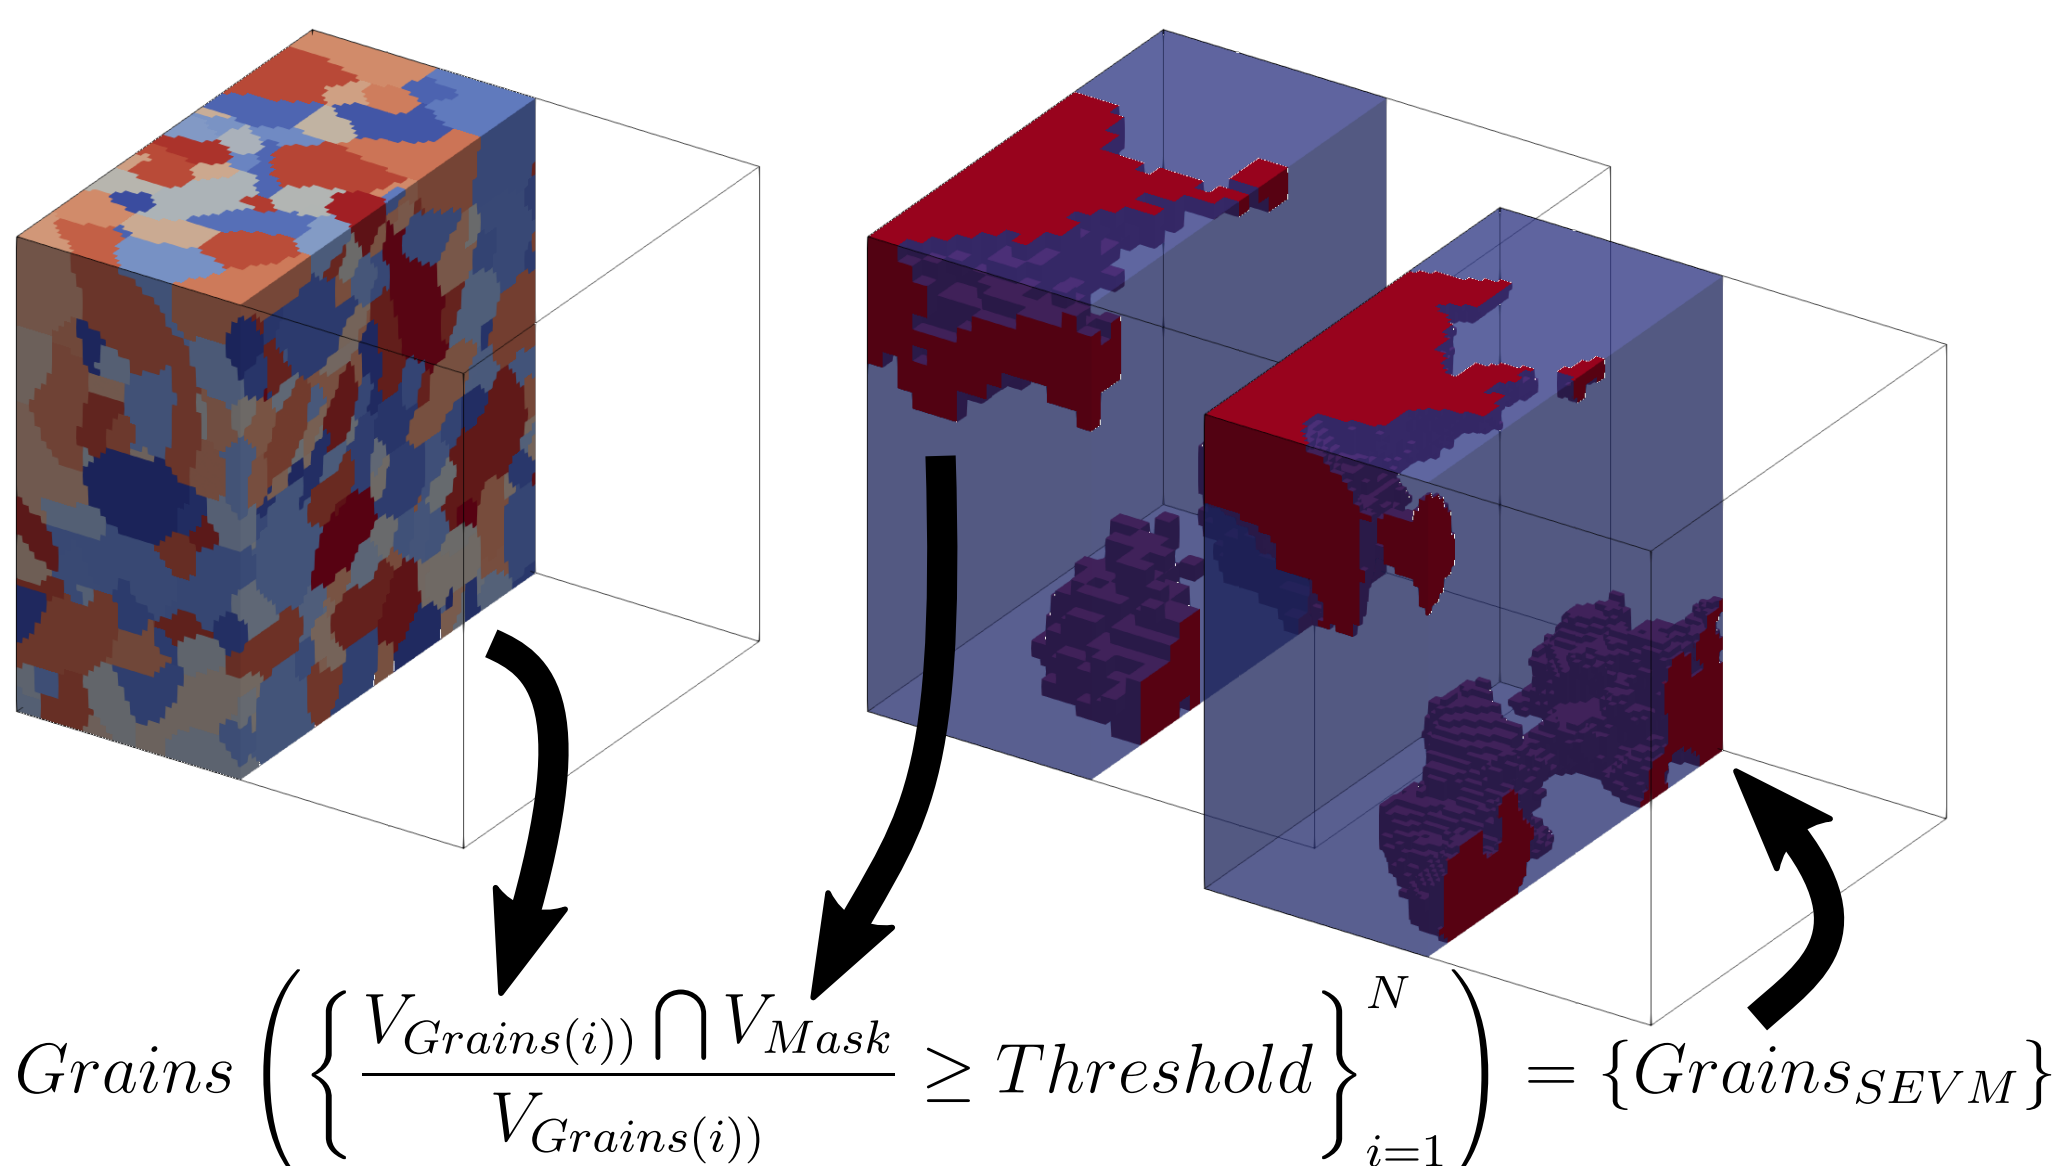 Grains ( { V_{Grains(i))} ⋂ V_{Mask} / V_{Grains(i))} ≥ Threshold }_{i=1}^{N} ) = {Grains_{SEVM}}